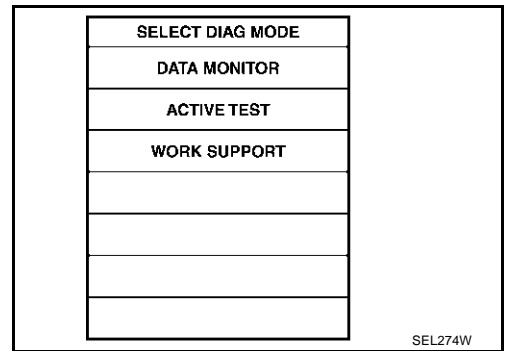 SELECT DIAG MODE
DATA MONITOR
ACTIVE TEST
WORK SUPPORT
SEL274W